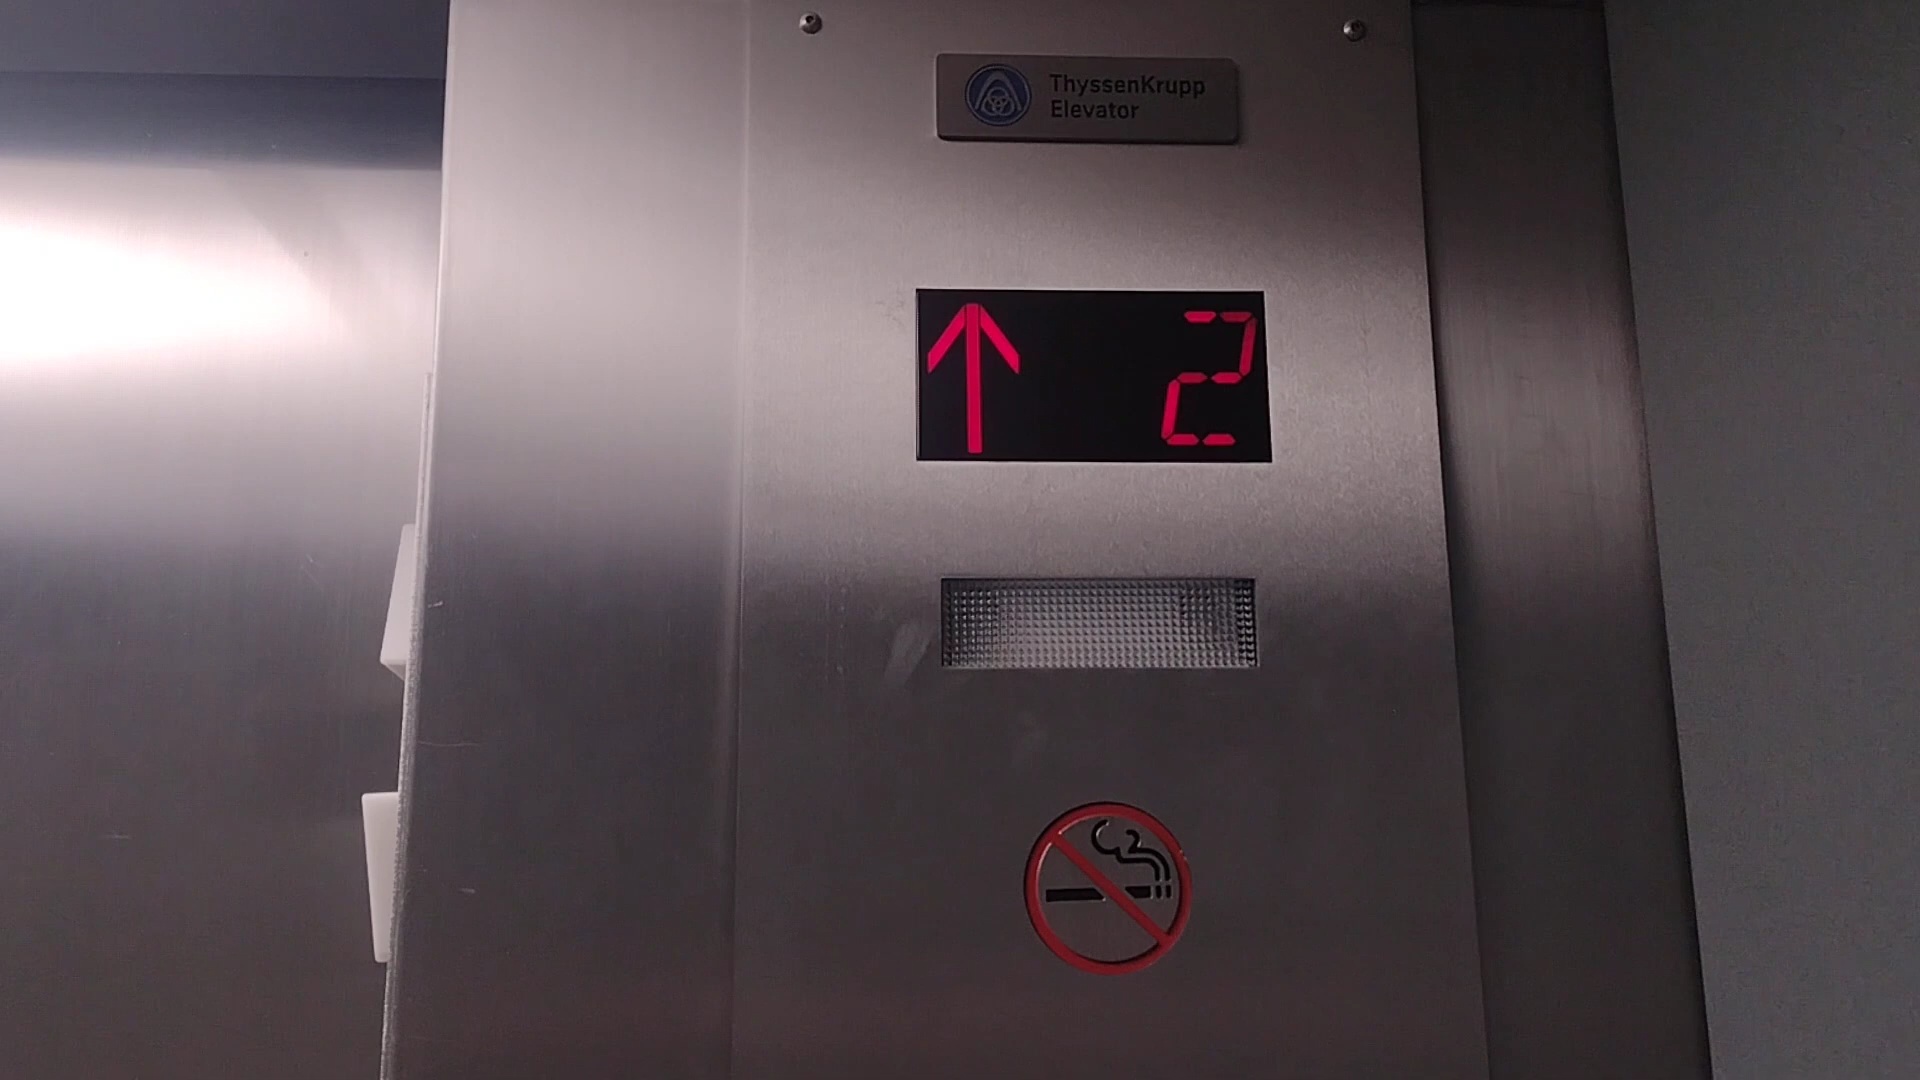 ThyssenKrupp
Elevator
↑ 2